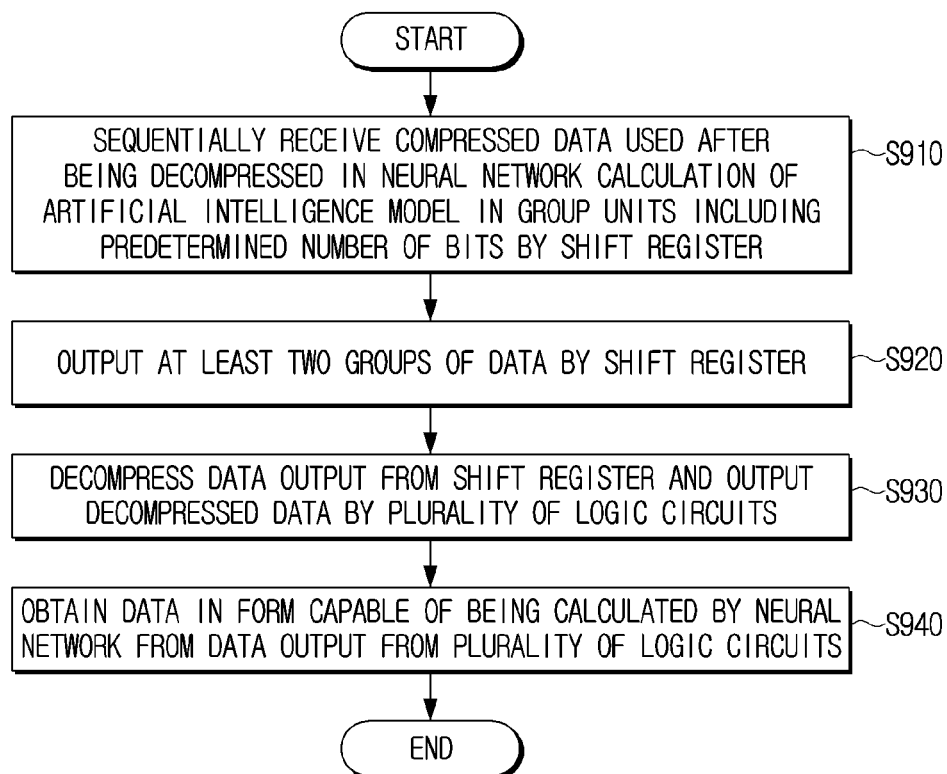 START
SEQUENTIALLY RECEIVE COMPRESSED DATA USED AFTER
BEING DECOMPRESSED IN NEURAL NETWORK CALCULATION OF
ARTIFICIAL INTELLIGENCE MODEL IN GROUP UNITS INCLUDING
PREDETERMINED NUMBER OF BITS BY SHIFT REGISTER
S910
OUTPUT AT LEAST TWO GROUPS OF DATA BY SHIFT REGISTER
S920
DECOMPRESS DATA OUTPUT FROM SHIFT REGISTER AND OUTPUT
DECOMPRESSED DATA BY PLURALITY OF LOGIC CIRCUITS
S930
OBTAIN DATA IN FORM CAPABLE OF BEING CALCULATED BY NEURAL
NETWORK FROM DATA OUTPUT FROM PLURALITY OF LOGIC CIRCUITS
S940
END